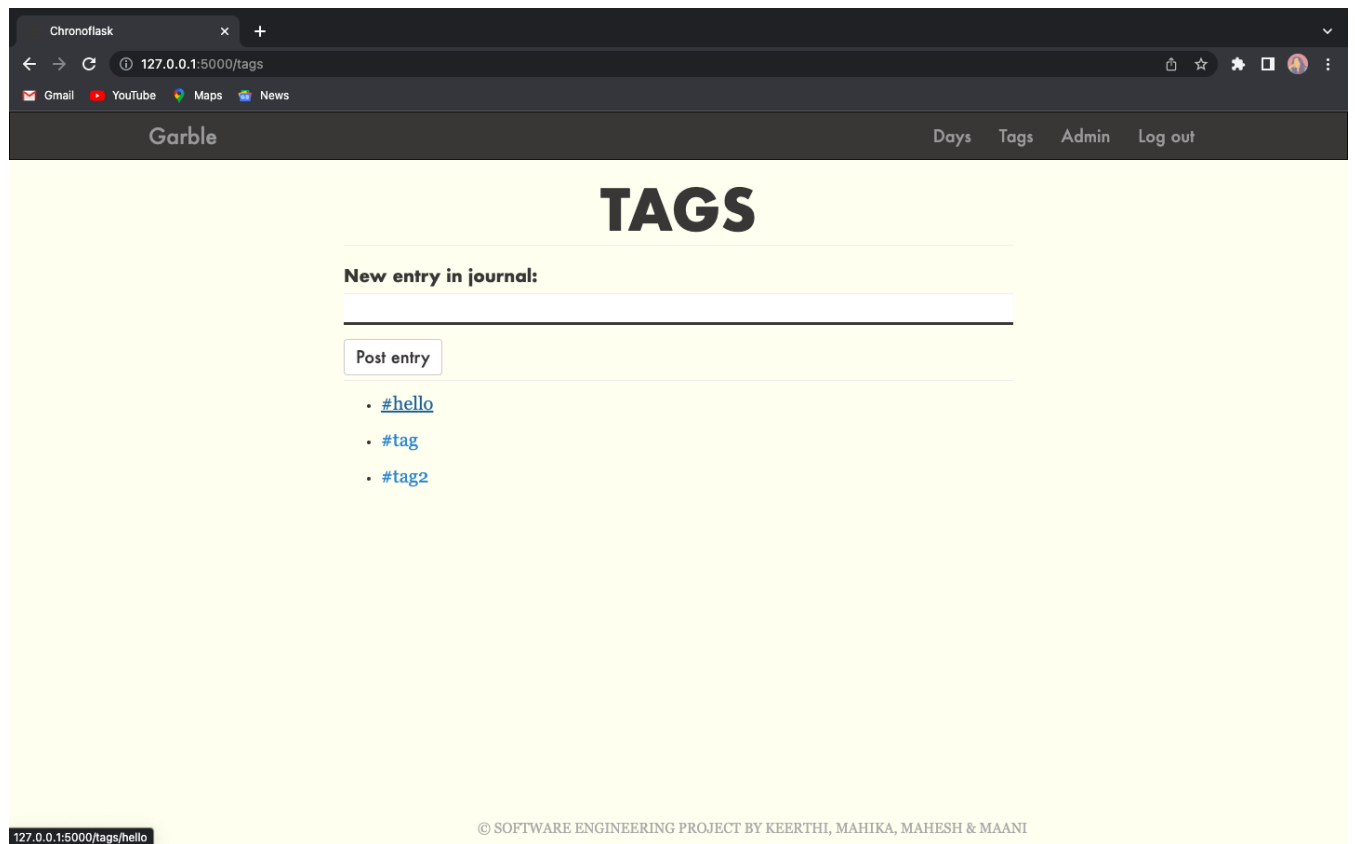 Chronoflask
127.0.0.1:5000/tags
Gmail YouTube Maps News
Garble Days Tags Admin Log out
TAGS
New entry in journal:
Post entry
#hello
#tag
#tag2
© SOFTWARE ENGINEERING PROJECT BY KEERTHI, MAHIKA, MAHESH & MAANI
127.0.0.1:5000/tags/hello